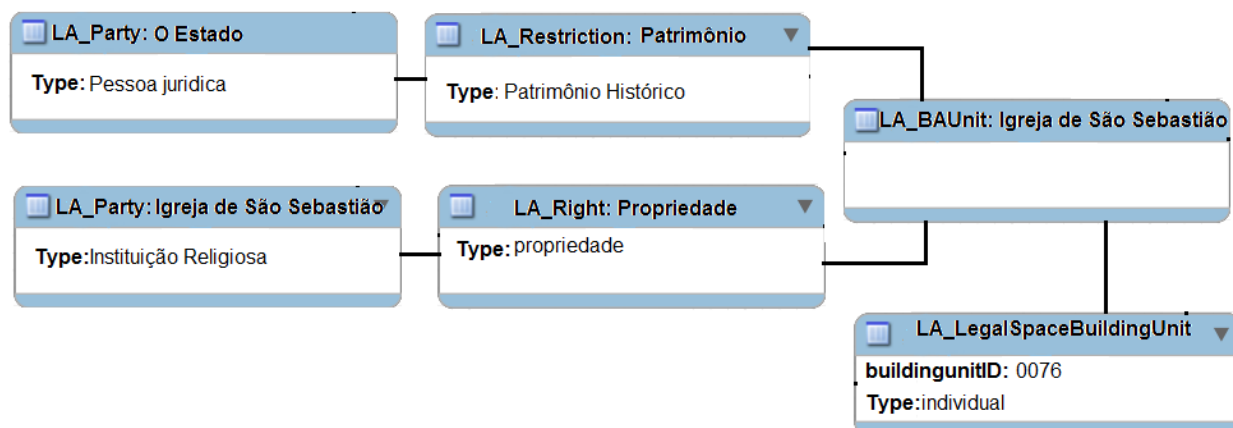 LA_Party: O Estado
Type: Pessoa juridica
LA_Restriction: Patrimônio
Type: Patrimônio Histórico
LA_BAUnit: Igreja de São Sebastião
LA_Party: Igreja de São Sebastião
Type:Instituição Religiosa
LA_Right: Propriedade
Type: propriedade
LA_LegalSpaceBuildingUnit
buildingunitID: 0076
Type:individual